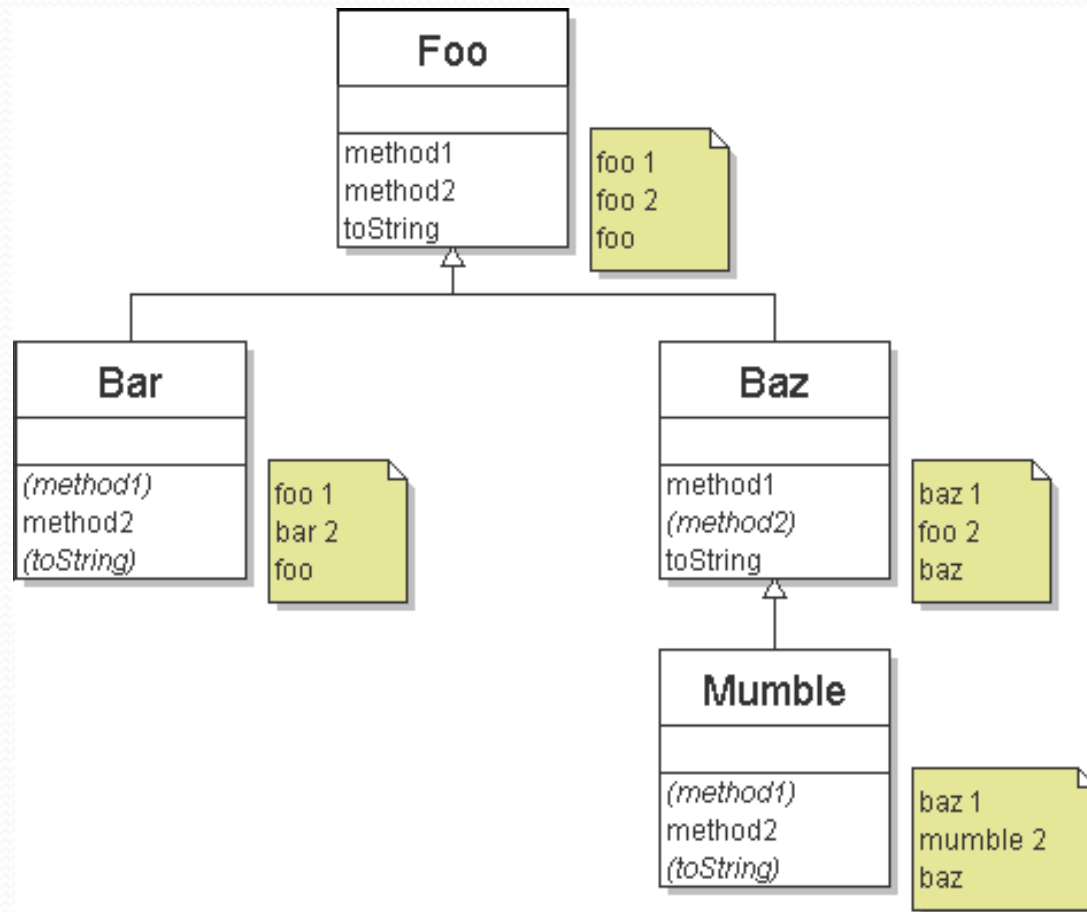 Foo
method1
method2
toString
foo 1
foo 2
foo
Bar
(method1)
method2
(toString)
foo 1
bar 2
foo
Baz
method1
(method2)
toString
baz 1
foo 2
baz
Mumble
(method1)
method2
(toString)
baz 1
mumble 2
baz